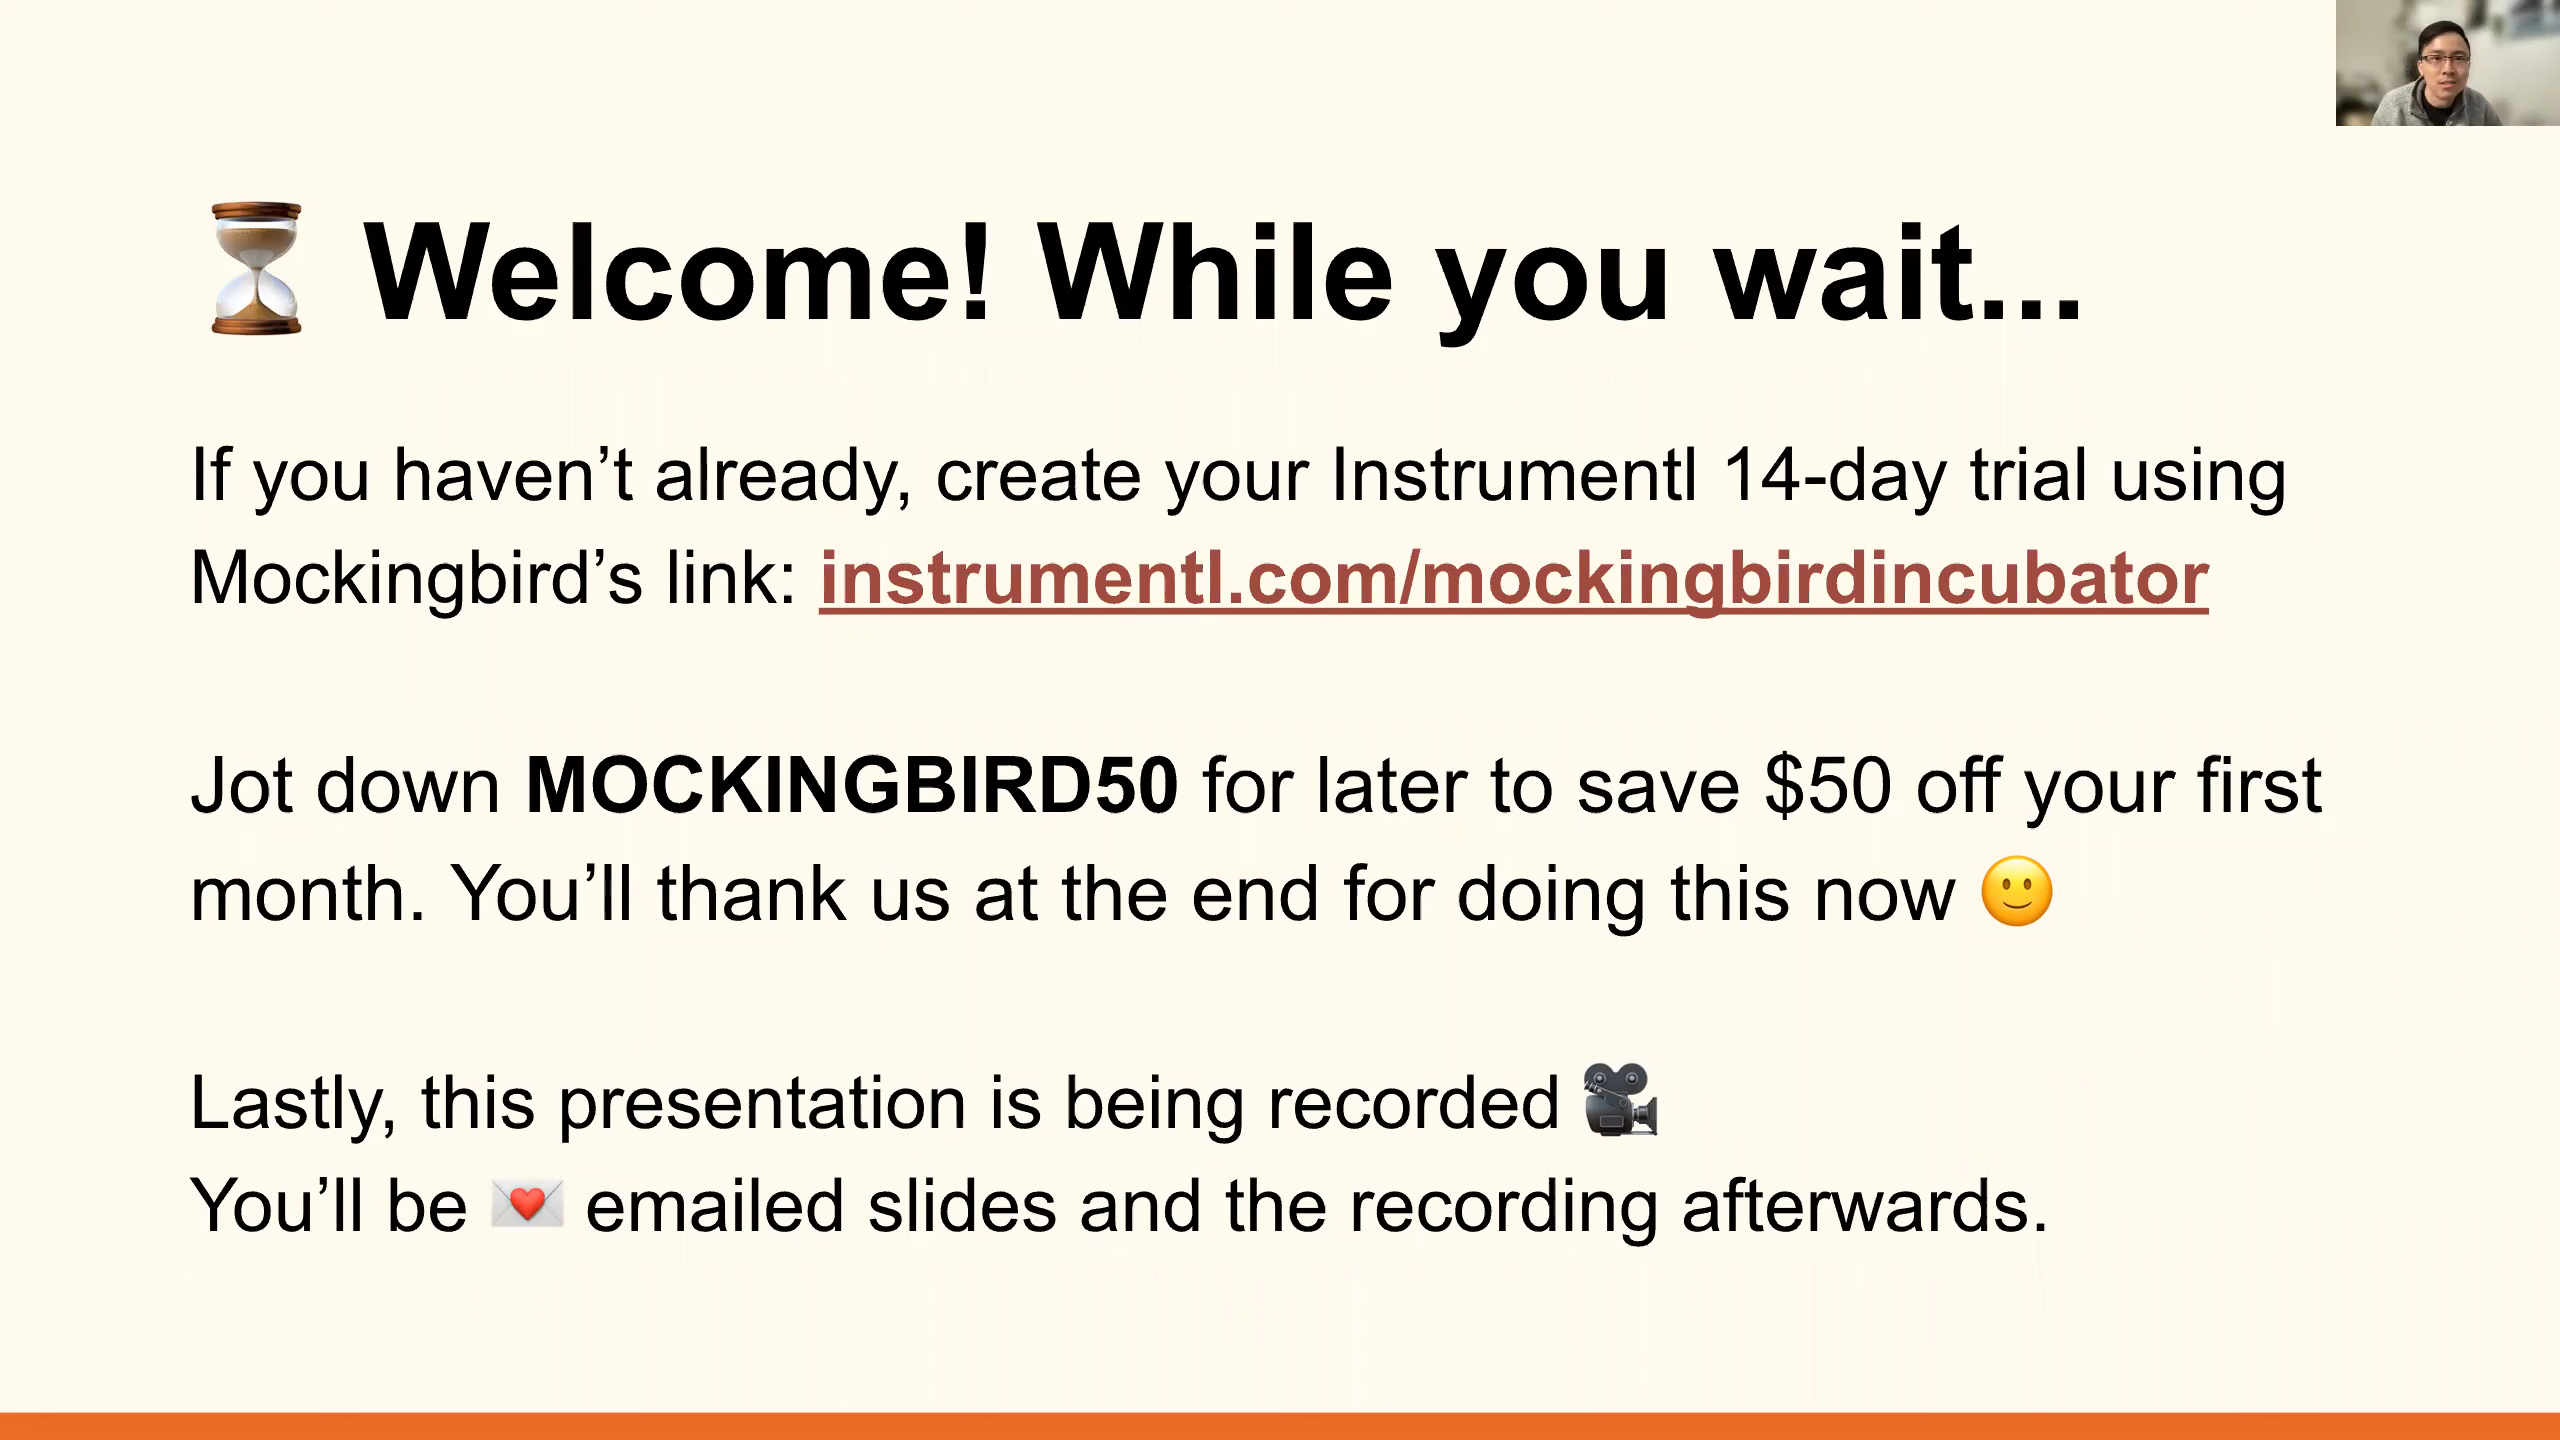 ⏳ Welcome! While you wait...
If you haven’t already, create your Instrumentl 14-day trial using
Mockingbird’s link: instrumentl.com/mockingbirdincubator
Jot down MOCKINGBIRD50 for later to save $50 off your first
month. You’ll thank us at the end for doing this now 🙂
Lastly, this presentation is being recorded 🎥
You’ll be 💌 emailed slides and the recording afterwards.